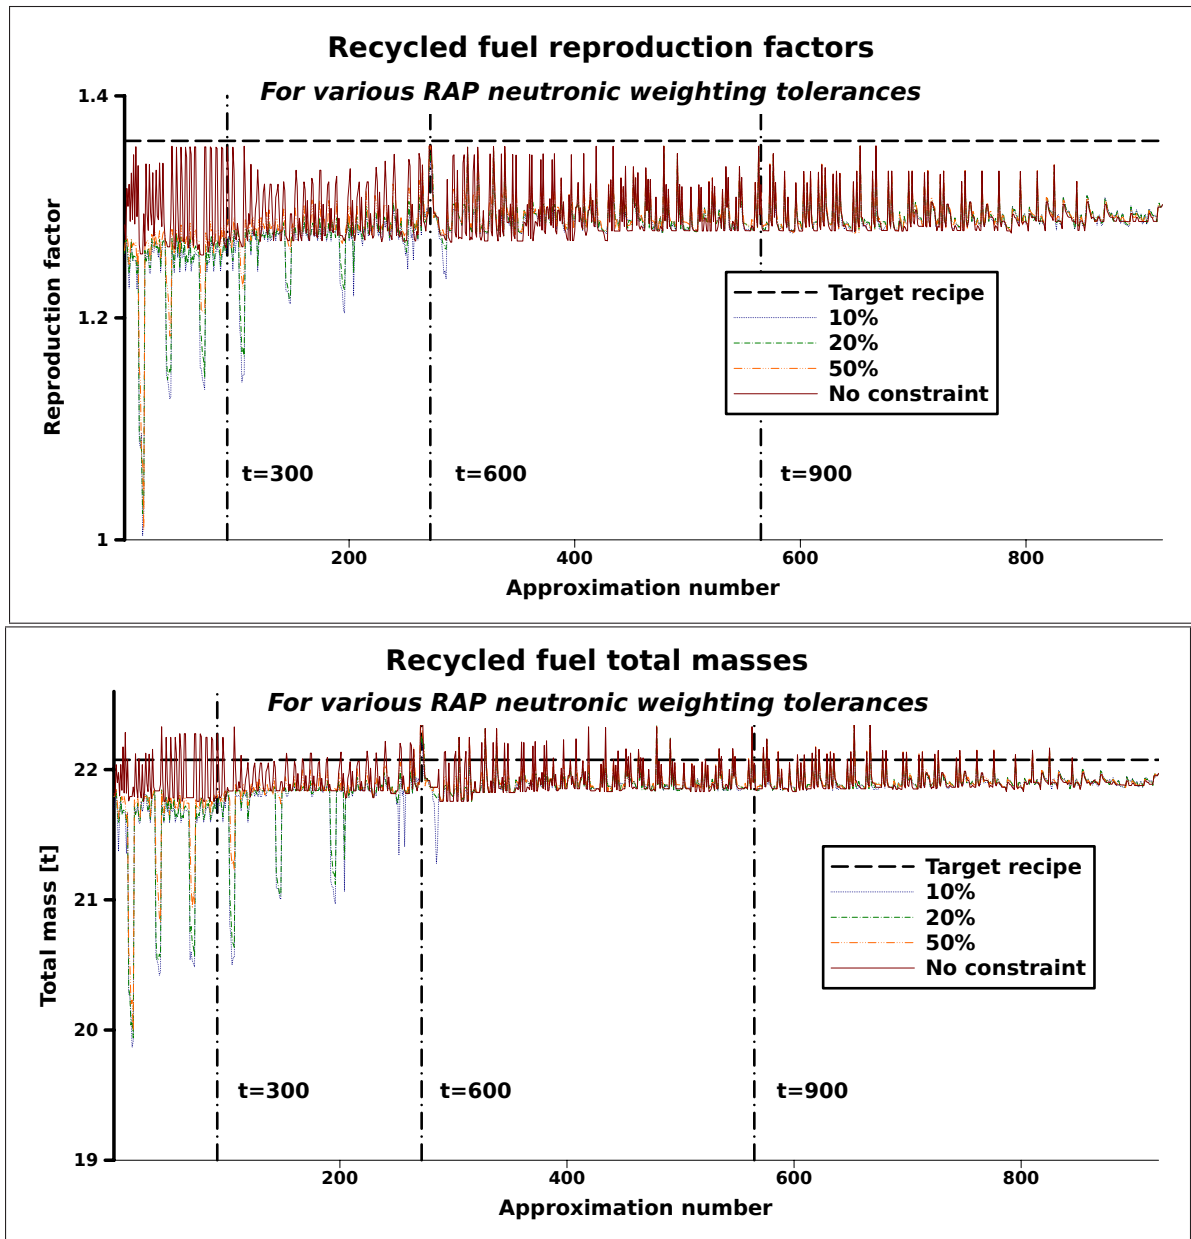 Recycled fuel reproduction factors
For various RAP neutronic weighting tolerances
1.4
1.2
1
Reproduction factor
Target recipe
10%
20%
50%
No constraint
t=300
t=600
t=900
200
400
600
800
Approximation number
Recycled fuel total masses
For various RAP neutronic weighting tolerances
22
21
20
19
Total mass [t]
Target recipe
10%
20%
50%
No constraint
t=300
t=600
t=900
200
400
600
800
Approximation number